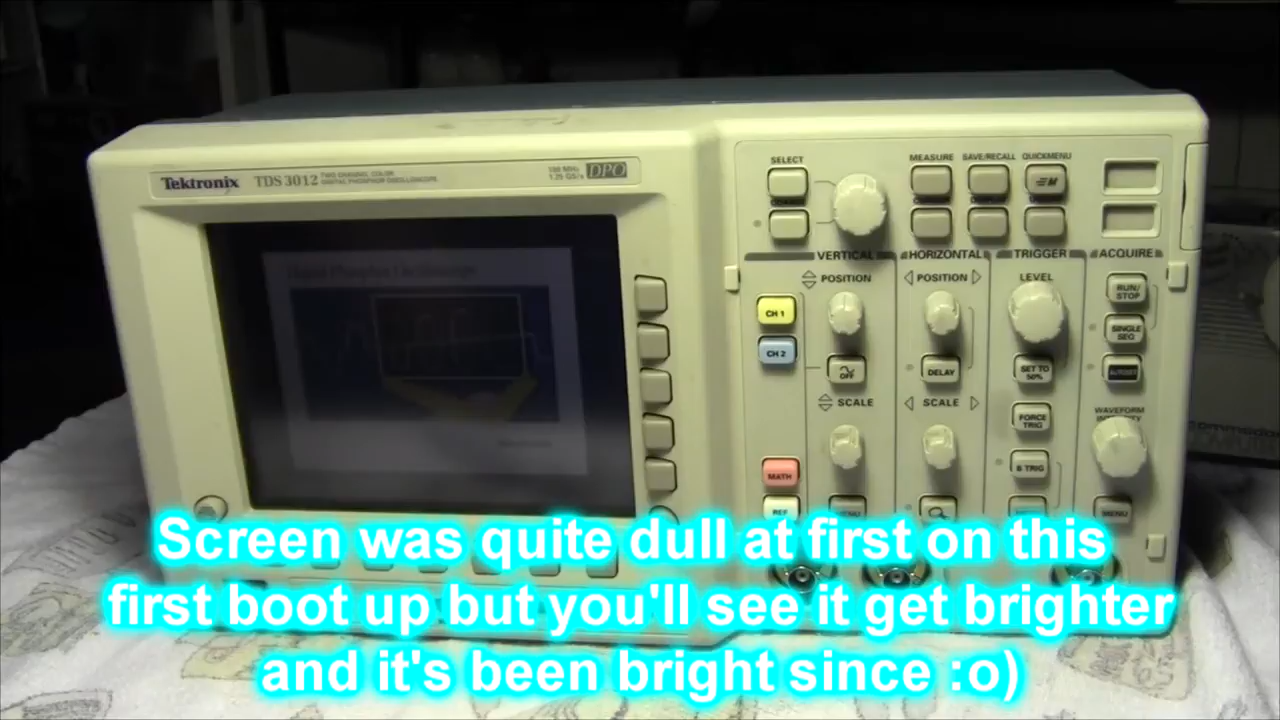 Tektronix TDS 3012 TWO CHANNEL COLOR
DIGITAL PHOSPHOR OSCILLOSCOPE
100 MHz
1.25 GS/s DPO
SELECT
MEASURE SAVE/RECALL QUICKMENU
VERTICAL HORIZONTAL TRIGGER ACQUIRE
POSITION POSITION LEVEL
RUN/
STOP
CH 1
SINGLE
SEQ
CH 2
OFF
DELAY
SET TO
50%
AUTOSET
SCALE SCALE
FORCE
TRIG
WAVEFORM
INTENSITY
B TRIG
MATH
REF
MENU
MENU
Screen was quite dull at first on this
first boot up but you'll see it get brighter
and it's been bright since :o)